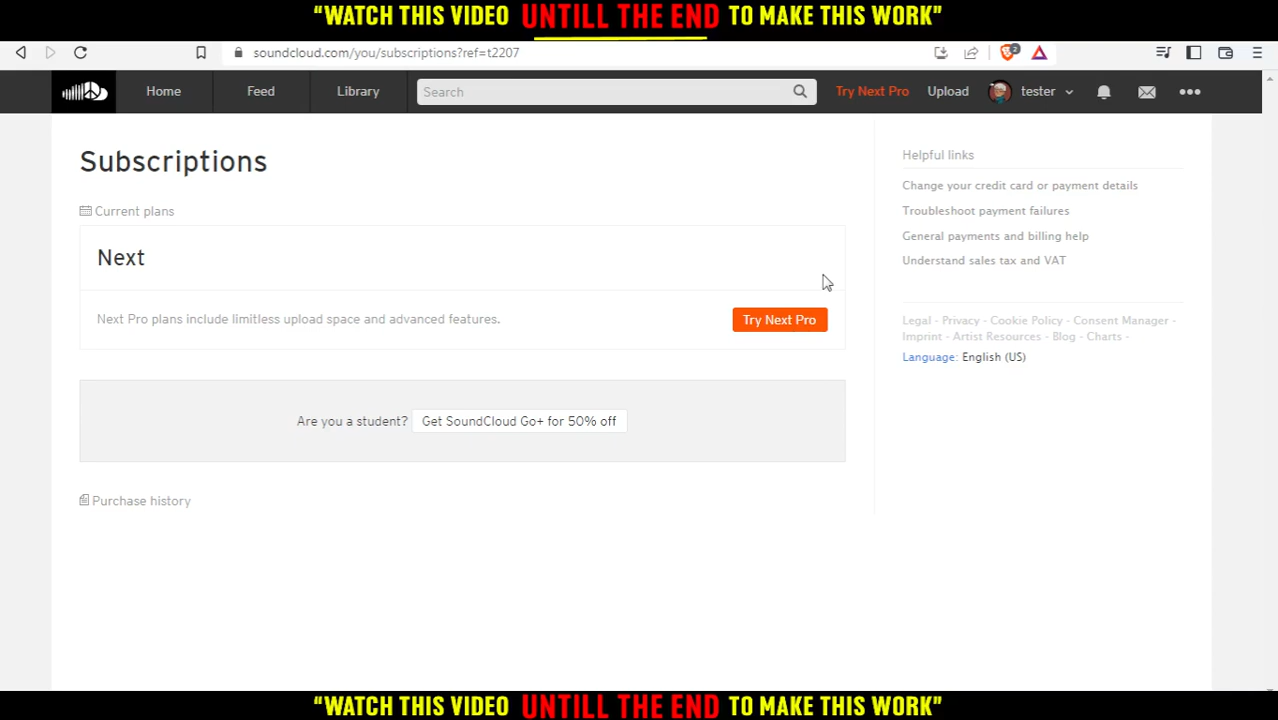 "WATCH THIS VIDEO UNTILL THE END TO MAKE THIS WORK"
soundcloud.com/you/subscriptions?ref=t2207
2
Home Feed Library Search Try Next Pro Upload tester
Subscriptions
Current plans
Next
Next Pro plans include limitless upload space and advanced features. Try Next Pro
Are you a student? Get SoundCloud Go+ for 50% off
Purchase history
Helpful links
Change your credit card or payment details
Troubleshoot payment failures
General payments and billing help
Understand sales tax and VAT
Legal - Privacy - Cookie Policy - Consent Manager -
Imprint - Artist Resources - Blog - Charts -
Language: English (US)
"WATCH THIS VIDEO UNTILL THE END TO MAKE THIS WORK"